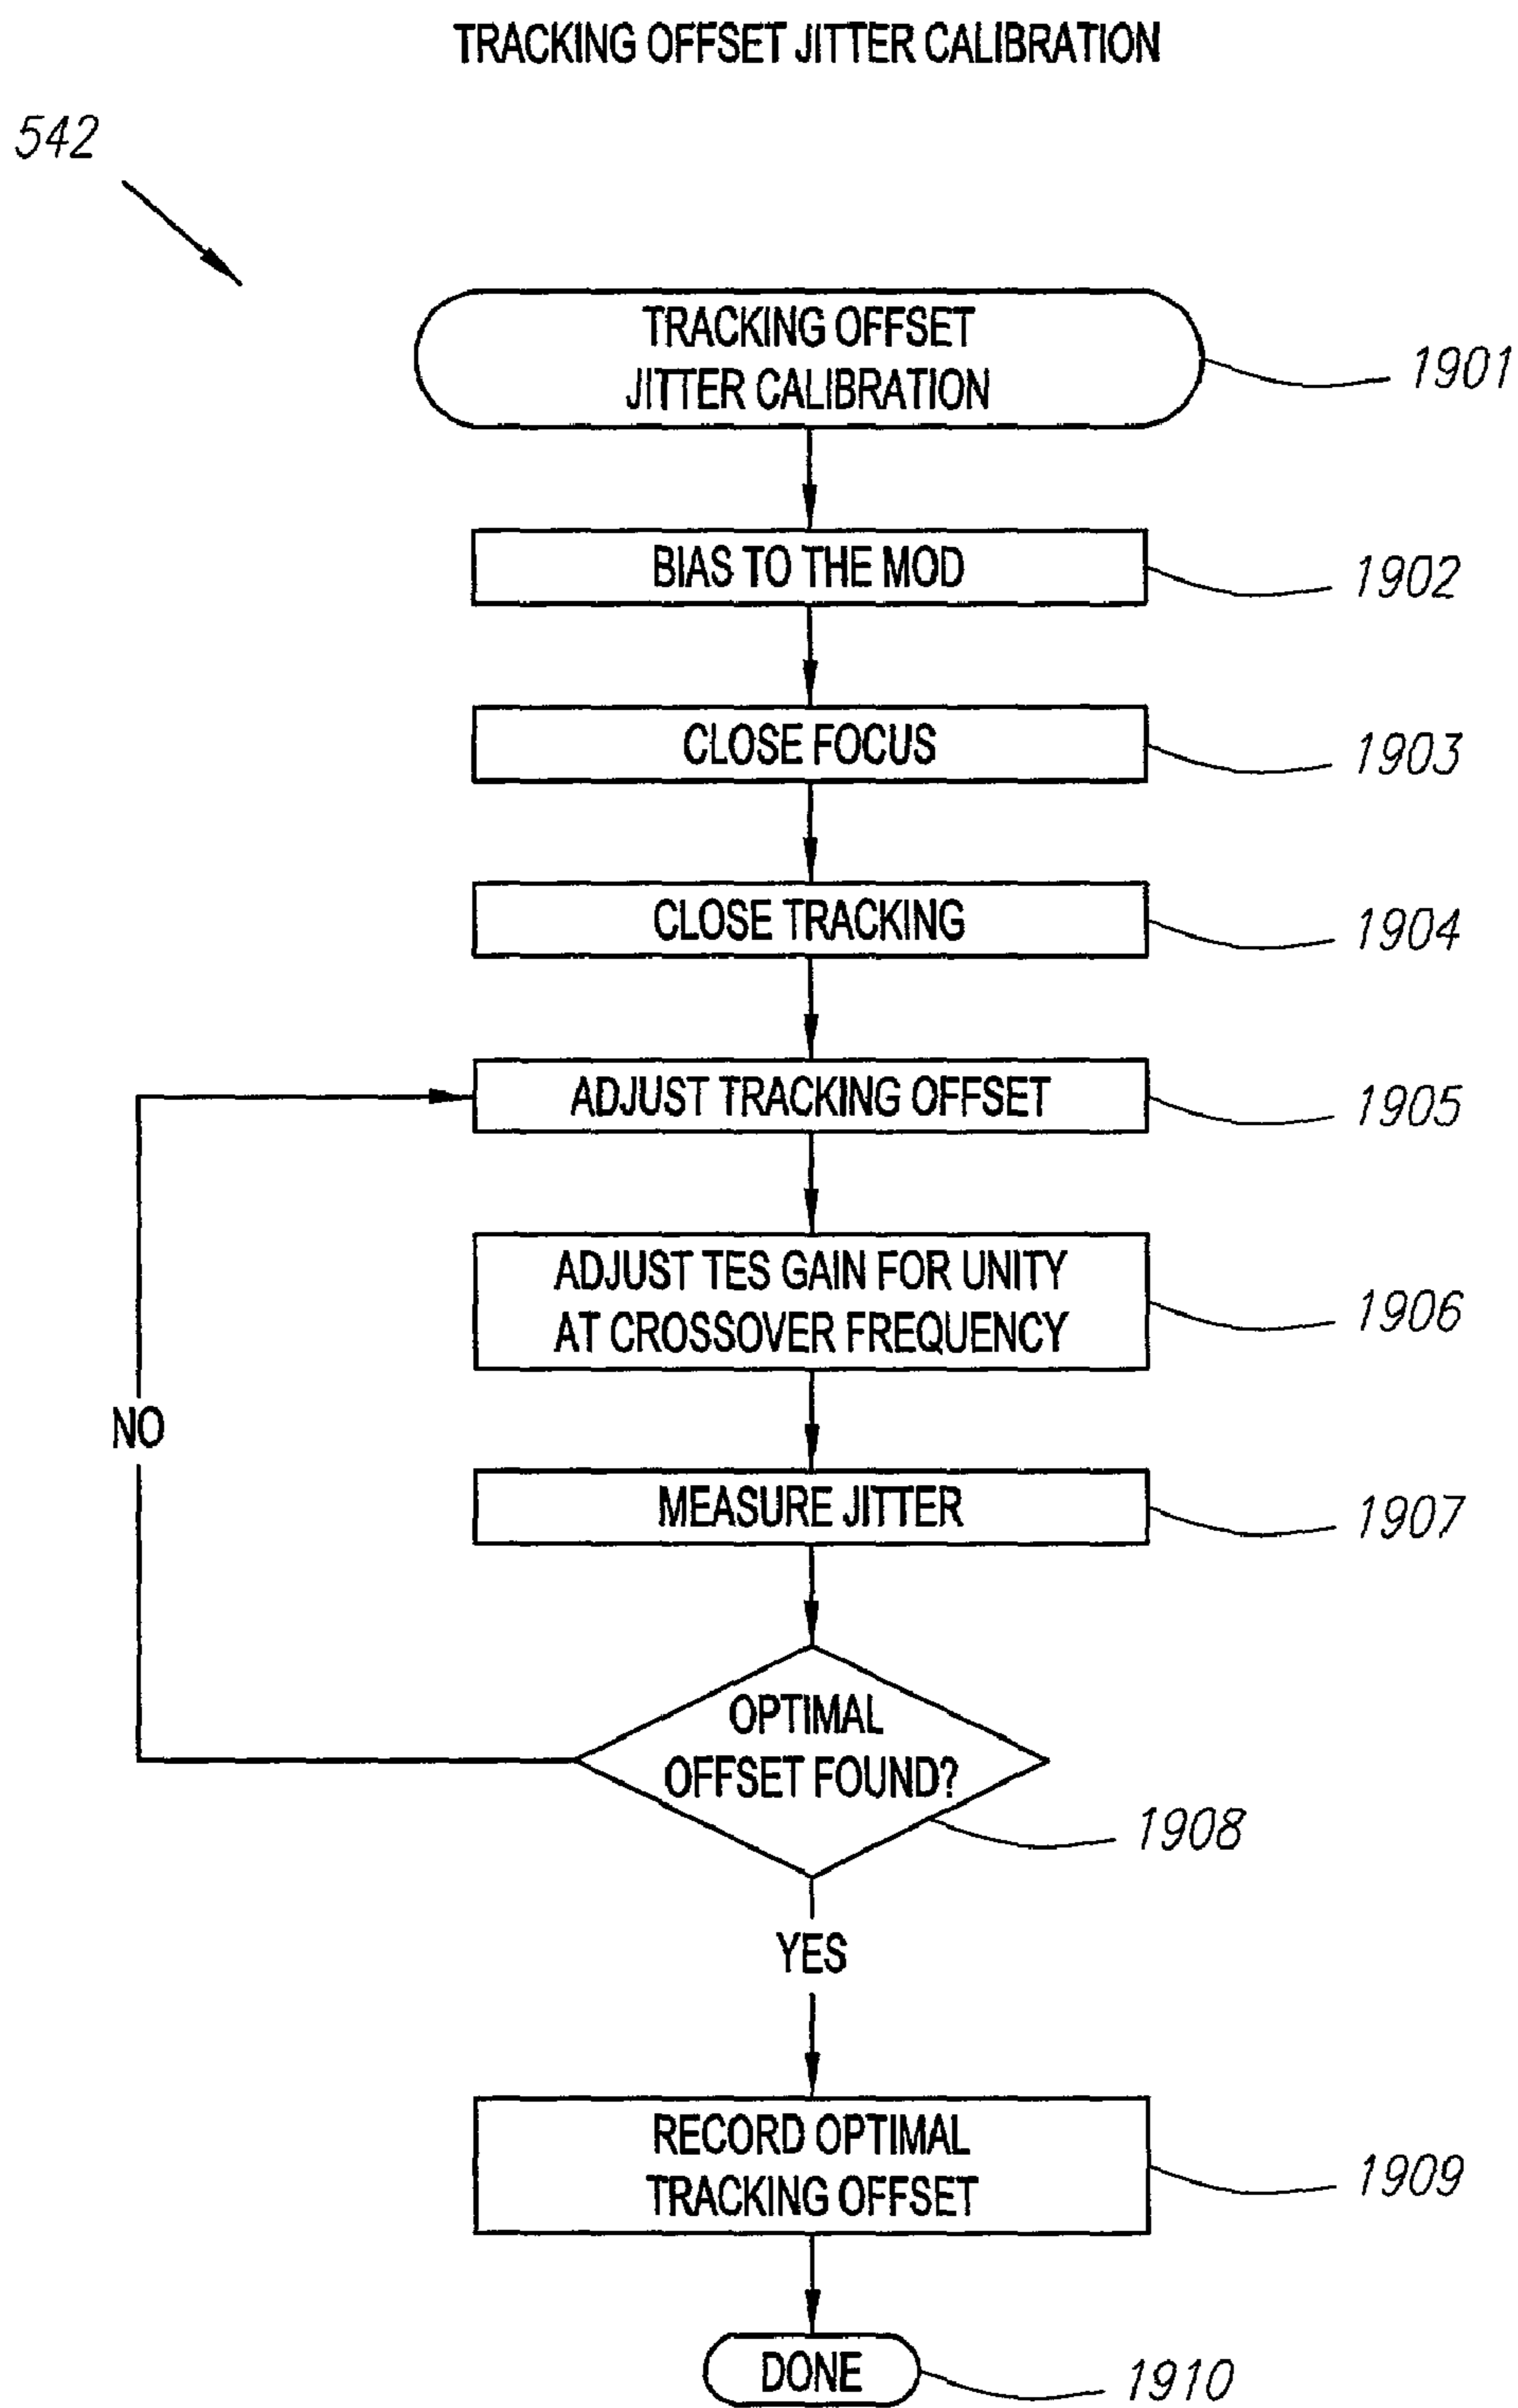 TRACKING OFFSET JITTER CALIBRATION
542
TRACKING OFFSET
JITTER CALIBRATION
1901
BIAS TO THE MOD
1902
CLOSE FOCUS
1903
CLOSE TRACKING
1904
ADJUST TRACKING OFFSET
1905
ADJUST TES GAIN FOR UNITY
AT CROSSOVER FREQUENCY
1906
NO
MEASURE JITTER
1907
OPTIMAL
OFFSET FOUND?
1908
YES
RECORD OPTIMAL
TRACKING OFFSET
1909
DONE
1910